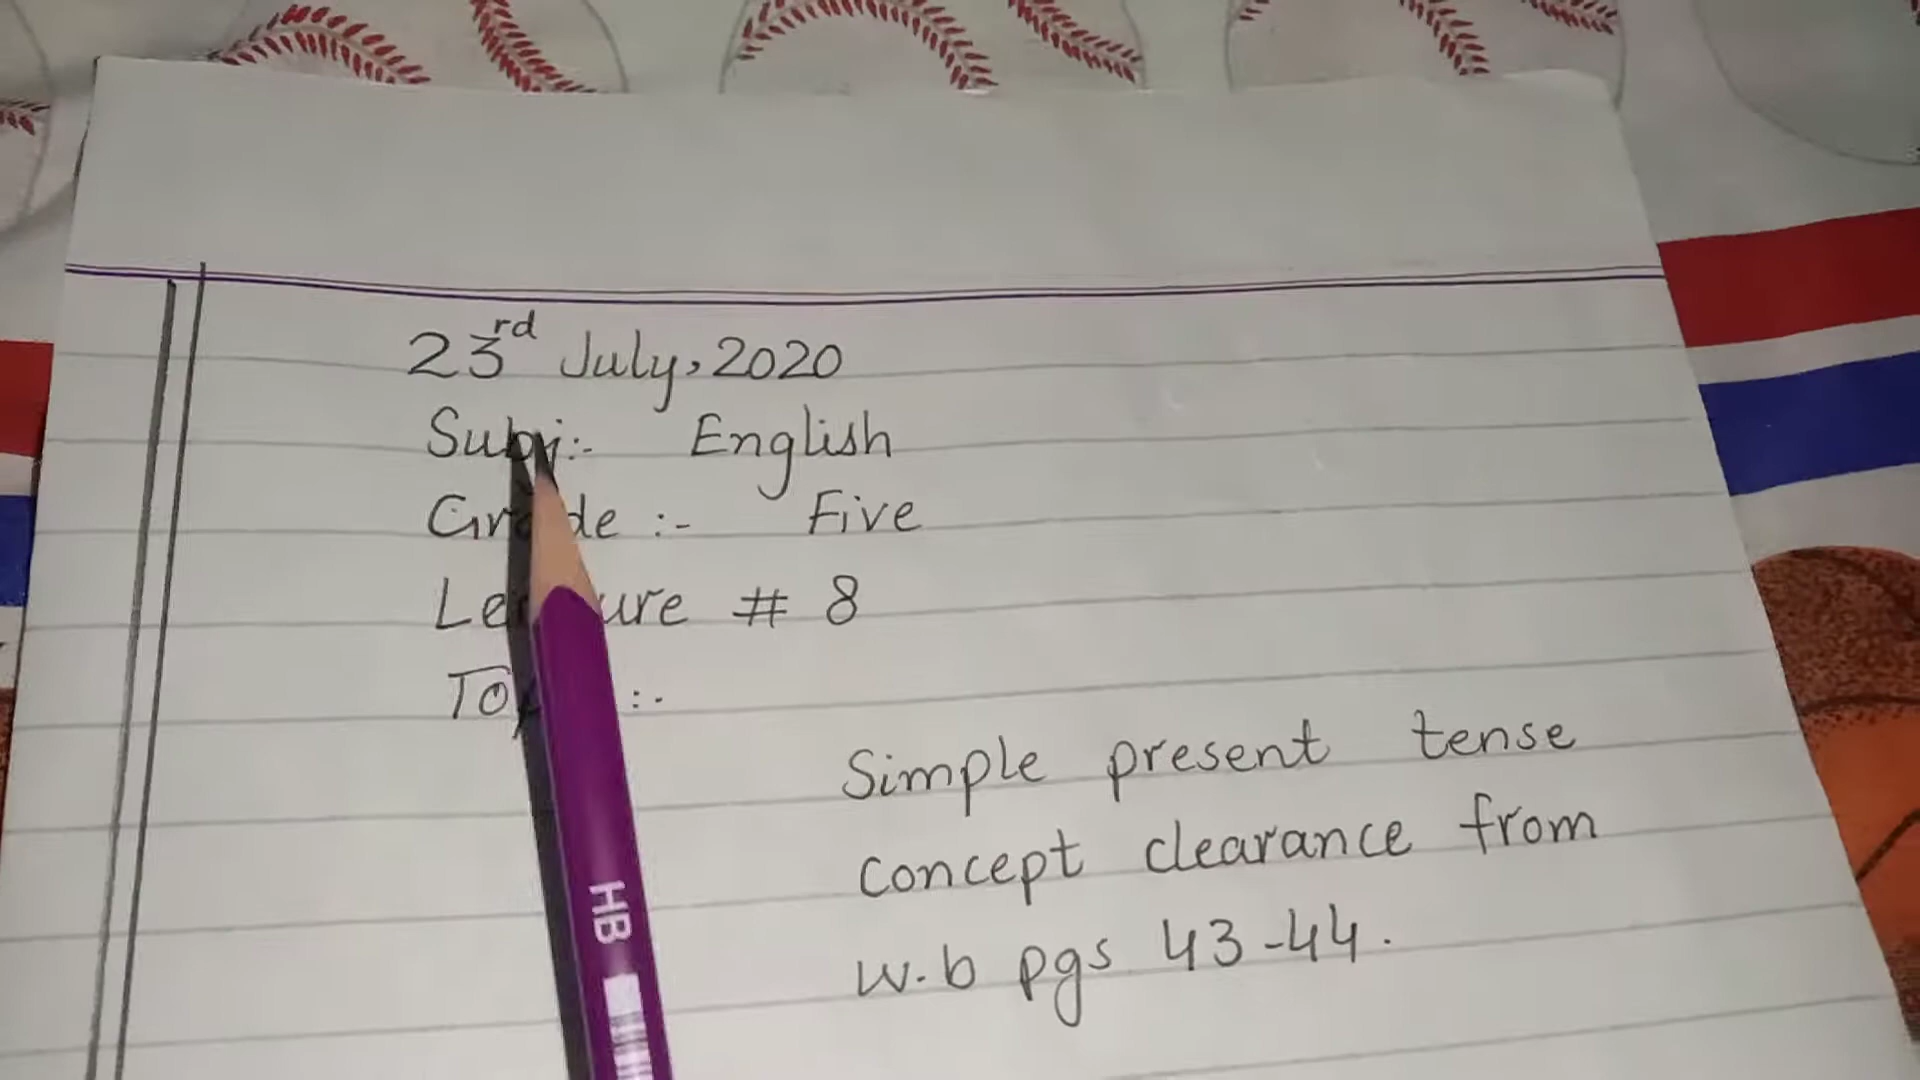 23rd July, 2020
Subj:- English
Grade :- Five
Lecture # 8
Topic :-
Simple present tense
concept clearance from
w.b pgs 43-44.
HB